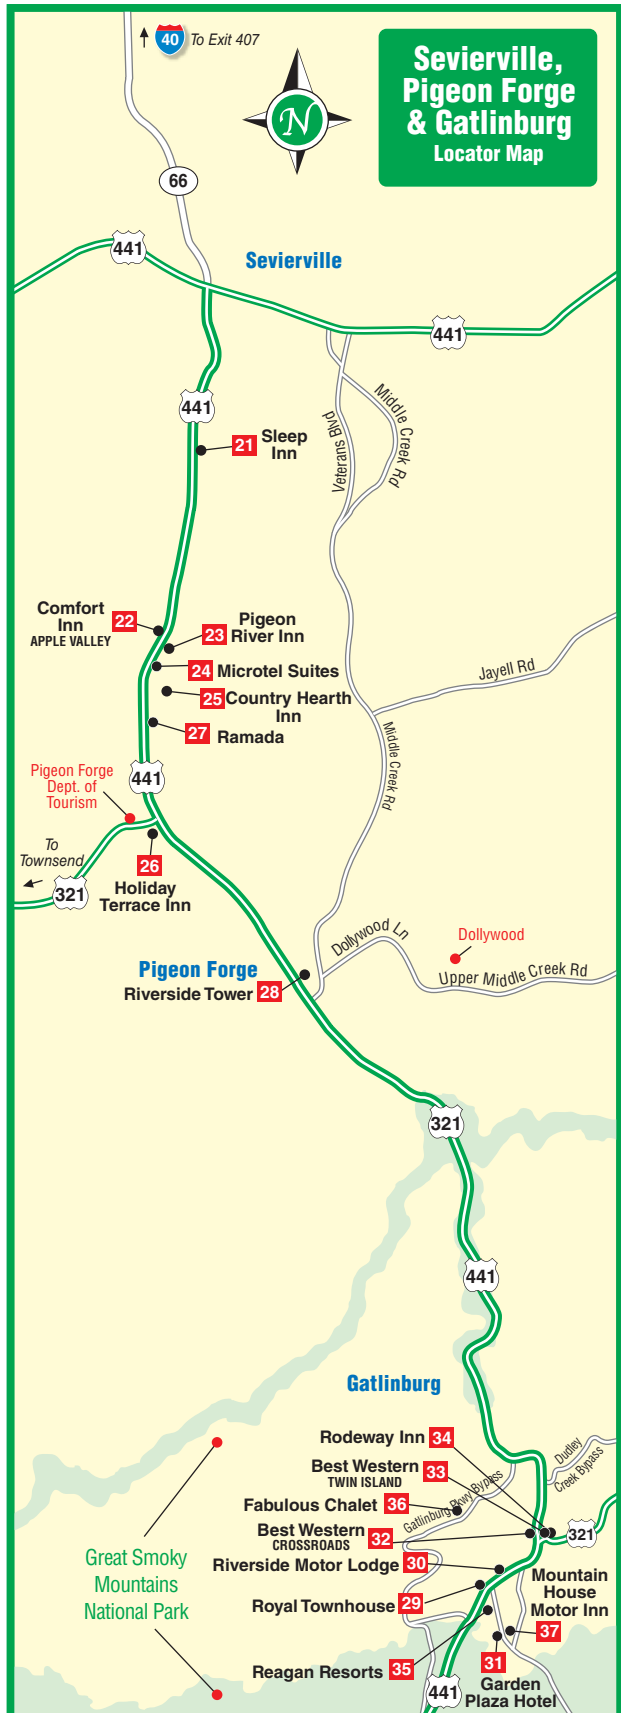 40 To Exit 407
N
Sevierville,
Pigeon Forge
& Gatlinburg
Locator Map
66
441
Sevierville
441
441
Middle Creek Rd
Veterans Blvd
21 Sleep
Inn
Comfort
Inn
APPLE VALLEY
22
23 Pigeon
River Inn
24 Microtel Suites
25 Country Hearth
Inn
27 Ramada
Jayell Rd
Middle Creek Rd
441
Pigeon Forge
Dept. of
Tourism
To
Townsend
321
26
Holiday
Terrace Inn
Dollywood Ln
Dollywood
Upper Middle Creek Rd
Pigeon Forge
Riverside Tower 28
321
441
Gatlinburg
Rodeway Inn 34
Best Western 33
TWIN ISLAND
Dudley
Creek Bypass
Fabulous Chalet 36
Gatlinburg Pkwy Bypass
Best Western 32
CROSSROADS
321
Riverside Motor Lodge 30
Great Smoky
Mountains
National Park
Mountain
House
Motor Inn
37
Royal Townhouse 29
Reagan Resorts 35
31
Garden
Plaza Hotel
441